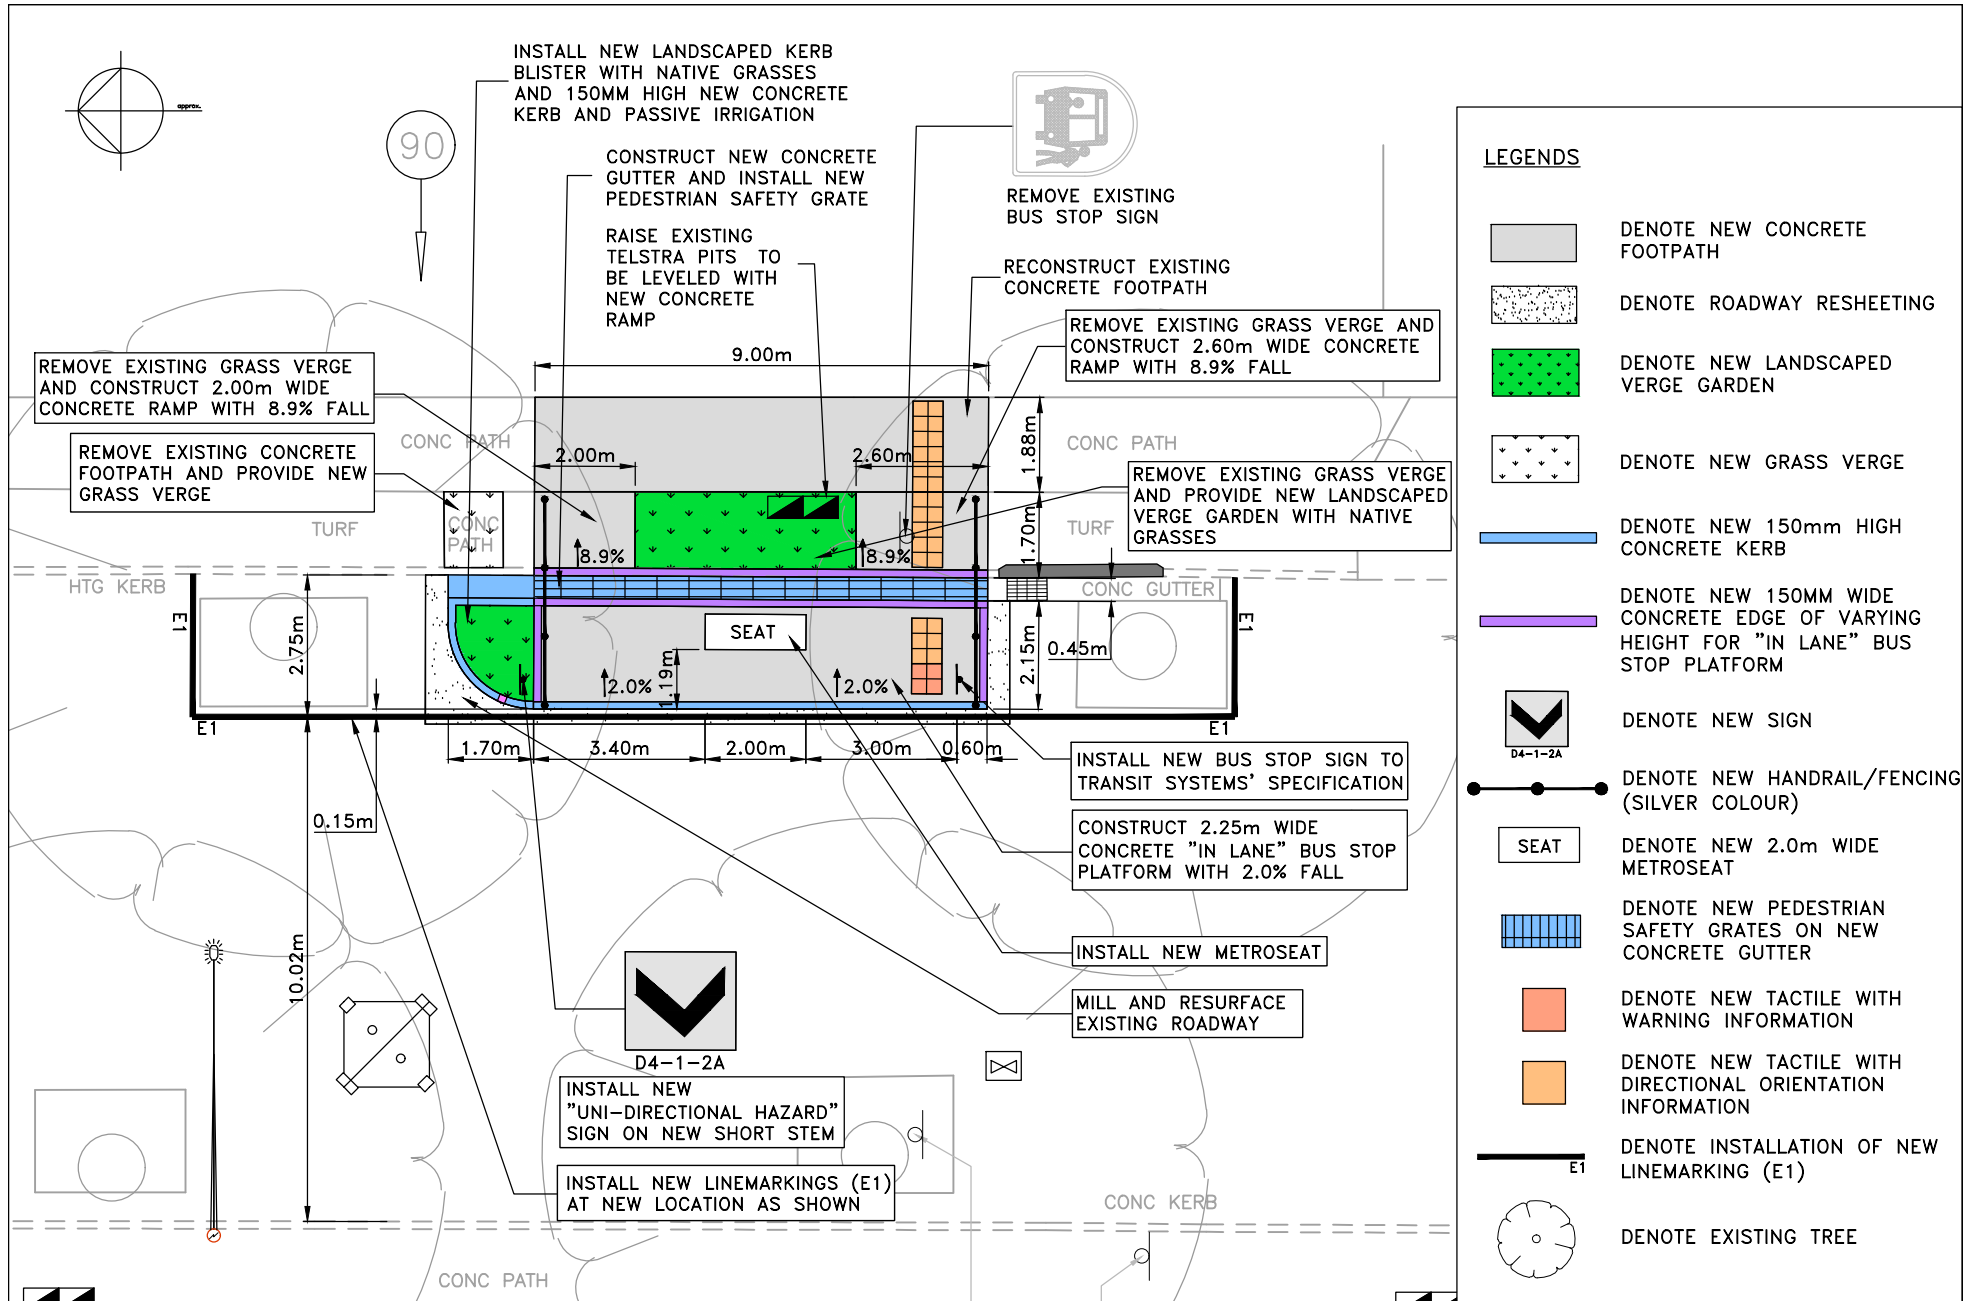 INSTALL NEW LANDSCAPED KERB
BLISTER WITH NATIVE GRASSES
AND 150MM HIGH NEW CONCRETE
KERB AND PASSIVE IRRIGATION
approx.
90
CONSTRUCT NEW CONCRETE
GUTTER AND INSTALL NEW
PEDESTRIAN SAFETY GRATE
REMOVE EXISTING
BUS STOP SIGN
RAISE EXISTING
TELSTRA PITS TO
BE LEVELED WITH
NEW CONCRETE
RAMP
RECONSTRUCT EXISTING
CONCRETE FOOTPATH
REMOVE EXISTING GRASS VERGE AND
CONSTRUCT 2.60m WIDE CONCRETE
RAMP WITH 8.9% FALL
9.00m
REMOVE EXISTING GRASS VERGE
AND CONSTRUCT 2.00m WIDE
CONCRETE RAMP WITH 8.9% FALL
REMOVE EXISTING CONCRETE
FOOTPATH AND PROVIDE NEW
GRASS VERGE
CONC PATH
2.00m
2.60m
1.88m
CONC PATH
REMOVE EXISTING GRASS VERGE
AND PROVIDE NEW LANDSCAPED
VERGE GARDEN WITH NATIVE
GRASSES
TURF
CONC
PATH
8.9%
8.9%
1.70m
TURF
HTG KERB
CONC GUTTER
E1
2.75m
SEAT
1.19m
2.0%
2.0%
2.15m
0.45m
E1
E1
E1
1.70m
3.40m
2.00m
3.00m
0.60m
0.15m
10.02m
INSTALL NEW BUS STOP SIGN TO
TRANSIT SYSTEMS' SPECIFICATION
CONSTRUCT 2.25m WIDE
CONCRETE "IN LANE" BUS STOP
PLATFORM WITH 2.0% FALL
INSTALL NEW METROSEAT
MILL AND RESURFACE
EXISTING ROADWAY
D4-1-2A
INSTALL NEW
"UNI-DIRECTIONAL HAZARD"
SIGN ON NEW SHORT STEM
INSTALL NEW LINEMARKINGS (E1)
AT NEW LOCATION AS SHOWN
CONC KERB
CONC PATH
LEGENDS
DENOTE NEW CONCRETE
FOOTPATH
DENOTE ROADWAY RESHEETING
DENOTE NEW LANDSCAPED
VERGE GARDEN
DENOTE NEW GRASS VERGE
DENOTE NEW 150mm HIGH
CONCRETE KERB
DENOTE NEW 150MM WIDE
CONCRETE EDGE OF VARYING
HEIGHT FOR "IN LANE" BUS
STOP PLATFORM
D4-1-2A
DENOTE NEW SIGN
DENOTE NEW HANDRAIL/FENCING
(SILVER COLOUR)
SEAT
DENOTE NEW 2.0m WIDE
METROSEAT
DENOTE NEW PEDESTRIAN
SAFETY GRATES ON NEW
CONCRETE GUTTER
DENOTE NEW TACTILE WITH
WARNING INFORMATION
DENOTE NEW TACTILE WITH
DIRECTIONAL ORIENTATION
INFORMATION
E1
DENOTE INSTALLATION OF NEW
LINEMARKING (E1)
DENOTE EXISTING TREE